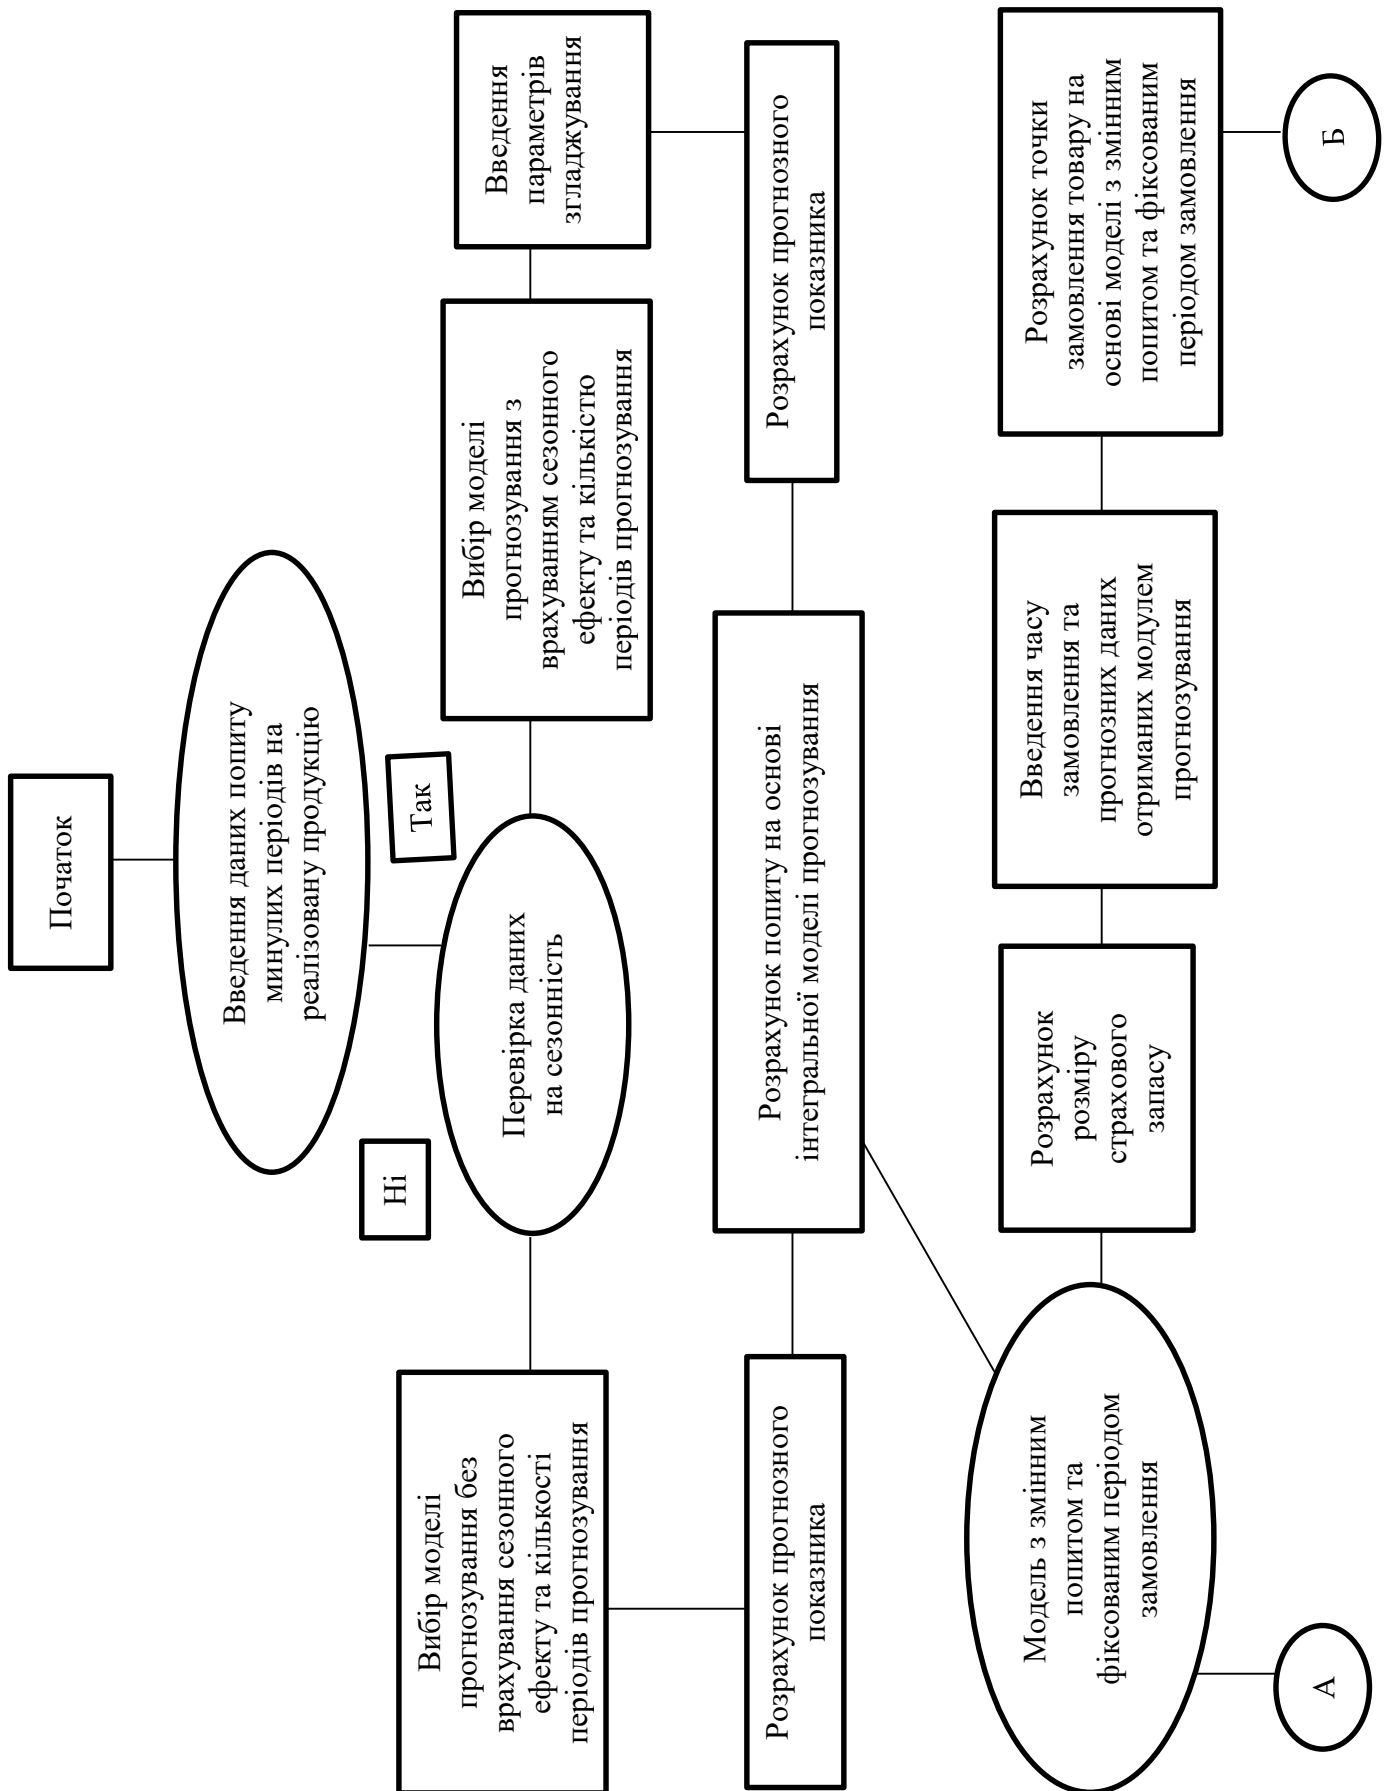 Початок
Введення даних попиту
минулих періодів на
реалізовану продукцію
Ні
Так
Перевірка даних
на сезонність
Вибір моделі
прогнозування без
врахування сезонного
ефекту та кількості
періодів прогнозування
Вибір моделі
прогнозування з
врахуванням сезонного
ефекту та кількістю
періодів прогнозування
Введення
параметрів
згладжування
Розрахунок прогнозного
показника
Розрахунок попиту на основі
інтегральної моделі прогнозування
Розрахунок прогнозного
показника
Модель з змінним
попитом та
фіксованим періодом
замовлення
Розрахунок
розміру
страхового
запасу
Введення часу
замовлення та
прогнозних даних
отриманих модулем
прогнозування
Розрахунок точки
замовлення товару на
основі моделі з змінним
попитом та фіксованим
періодом замовлення
А
Б